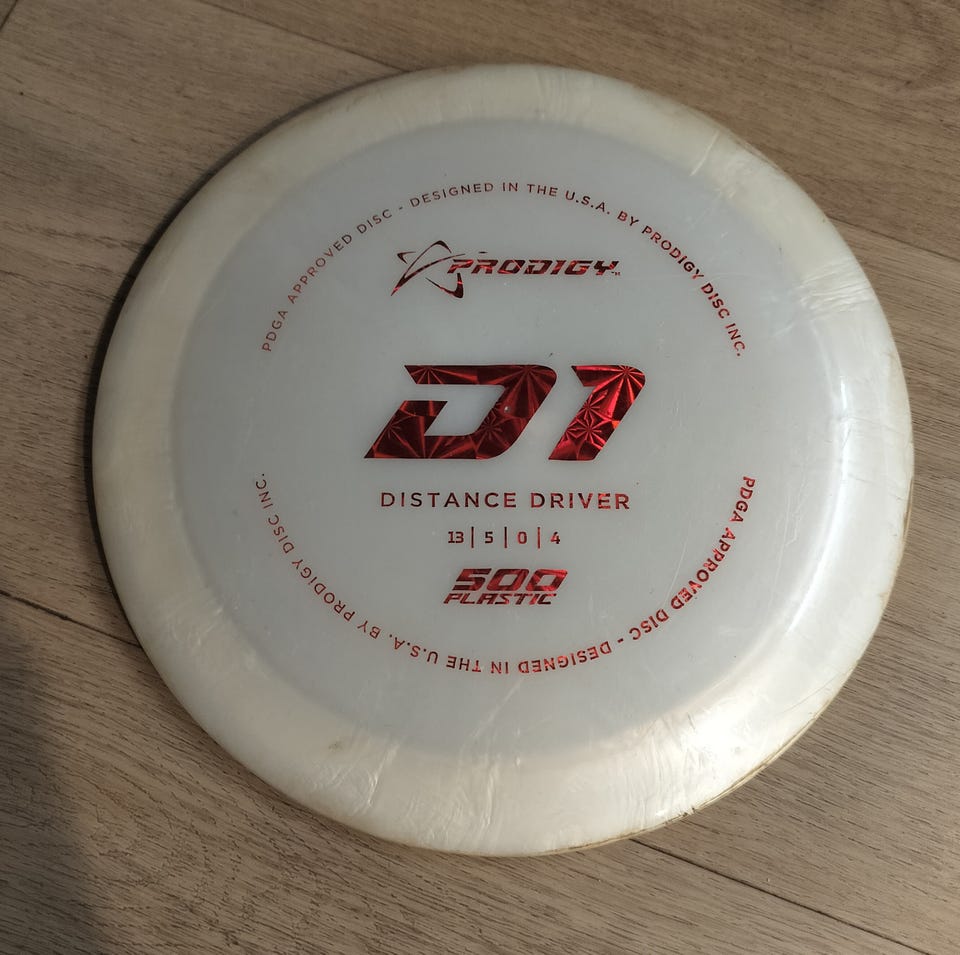 PDGA APPROVED DISC - DESIGNED IN THE U.S.A. BY PRODIGY DISC INC.
PRODIGY™
D1
DISTANCE DRIVER
13 | 5 | 0 | 4
500
PLASTIC
PDGA APPROVED DISC - DESIGNED IN THE U.S.A. BY PRODIGY DISC INC.